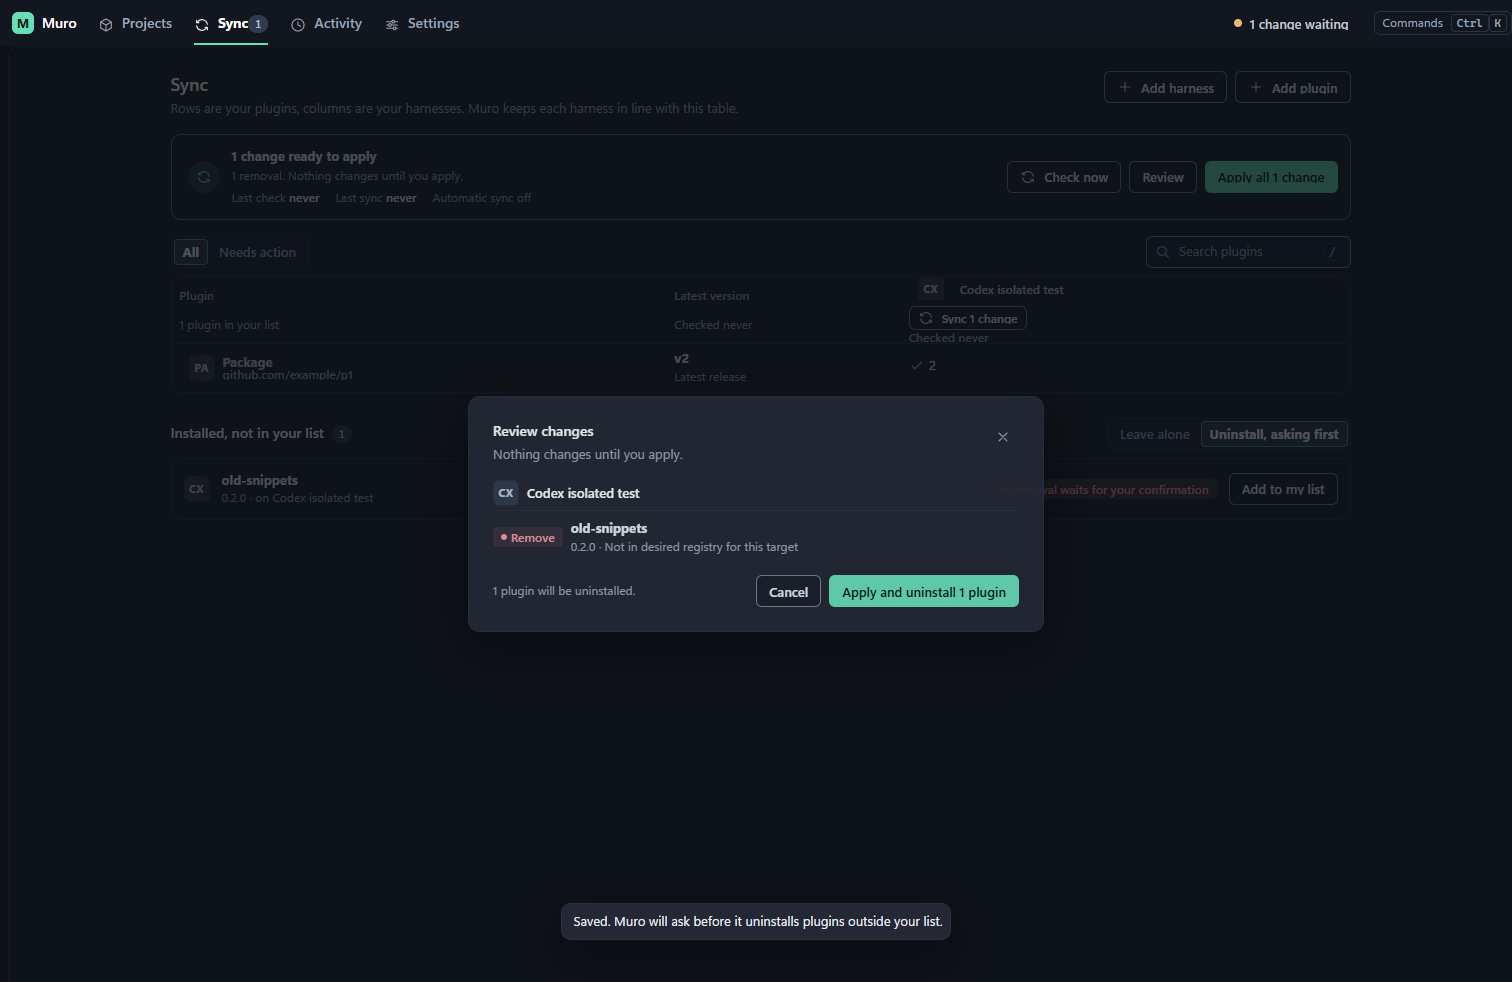 M Muro Projects Sync 1 Activity Settings 1 change waiting Commands Ctrl K
Sync
Rows are your plugins, columns are your harnesses. Muro keeps each harness in line with this table.
Add harness Add plugin
1 change ready to apply
1 removal. Nothing changes until you apply.
Last check never Last sync never Automatic sync off
Check now Review Apply all 1 change
All Needs action Search plugins /
Plugin Latest version CX Codex isolated test
1 plugin in your list Checked never Sync 1 change
Checked never
PA Package v2 2
github.com/example/p1 Latest release
Installed, not in your list 1 Leave alone Uninstall, asking first
CX old-snippets
0.2.0 · on Codex isolated test
waits for your confirmation Add to my list
Review changes
Nothing changes until you apply.
CX Codex isolated test
Remove old-snippets
0.2.0 · Not in desired registry for this target
1 plugin will be uninstalled. Cancel Apply and uninstall 1 plugin
Saved. Muro will ask before it uninstalls plugins outside your list.